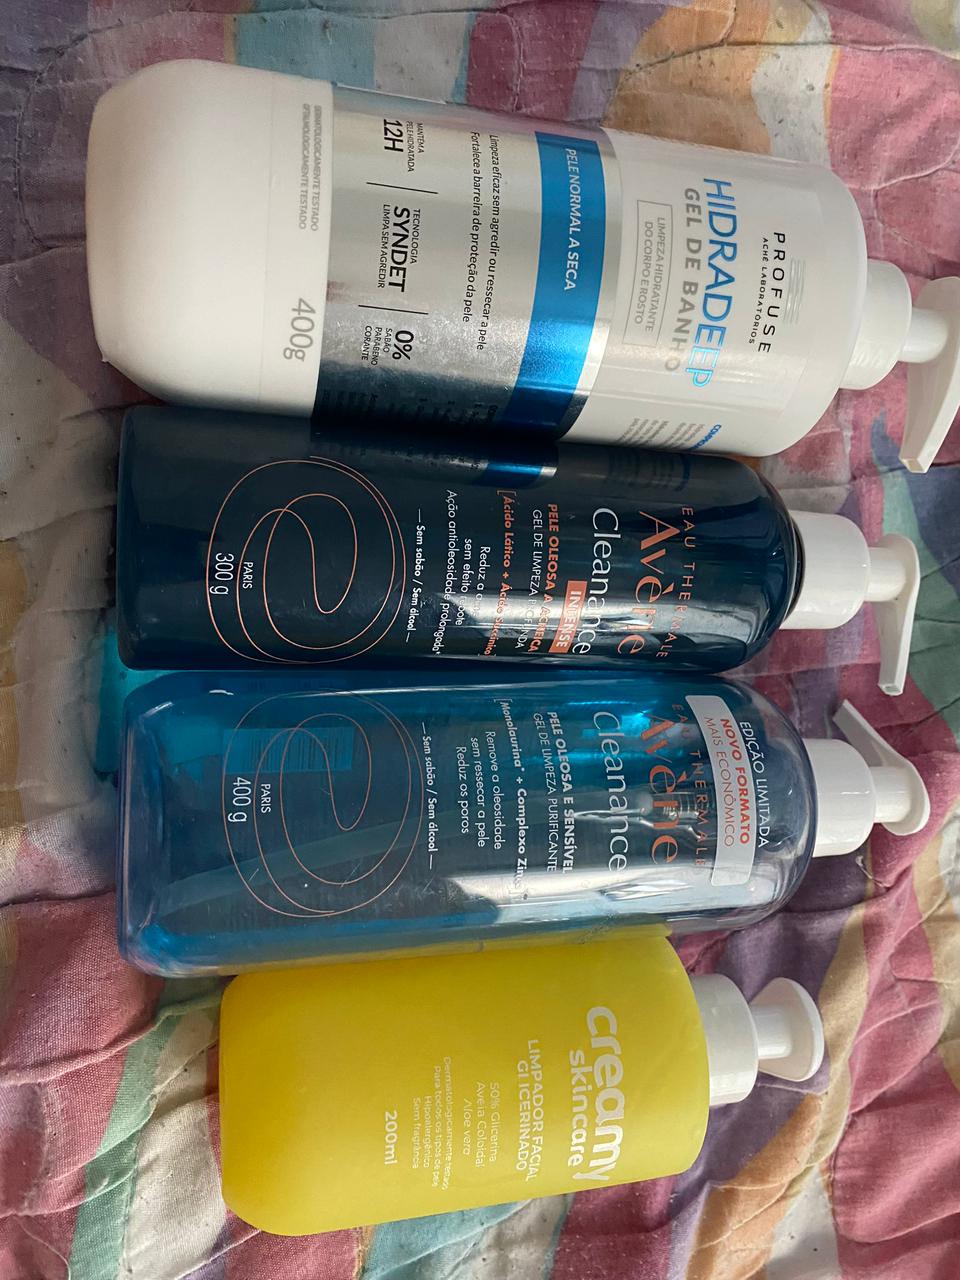 PROFUSE
ACHÉ LABORATÓRIOS
HIDRADEEP
GEL DE BANHO
LIMPEZA HIDRATANTE
DO CORPO E ROSTO
PELE NORMAL A SECA
Limpeza eficaz sem agredir ou ressecar a pele
Fortalece a barreira de proteção da pele
MANTÉM A
PELE HIDRATADA
12H
TECNOLOGIA
SYNDET
LIMPA SEM AGREDIR
0%
SABÃO
PARABENO
CORANTE
DERMATOLOGICAMENTE TESTADO
OFTALMOLOGICAMENTE TESTADO
400g
EAU THERMALE
Avène
Cleanance
INTENSE
PELE OLEOSA A ACNEICA
GEL DE LIMPEZA PROFUNDA
[Ácido Lático + Ácido Succínico
Reduz a
sem efeito rebote
Ação antioleosidade prolongada*
— Sem sabão / Sem álcool —
PARIS
300 g
EDIÇÃO LIMITADA
NOVO FORMATO
MAIS ECONÔMICO
EAU THERMALE
Avène
Cleanance
PELE OLEOSA E SENSÍVEL
GEL DE LIMPEZA PURIFICANTE
[Monolaurina* + Complexo Zinco]*
Remove a oleosidade
sem ressecar a pele
Reduz os poros
— Sem sabão / Sem álcool —
PARIS
400 g
creamy
skincare
LIMPADOR FACIAL
GLICERINADO
50% Glicerina
Aveia Coloidal
Aloe vera
Dermatologicamente testado
Para todos os tipos de pele
Hipoalergênico
Sem fragrância
200ml